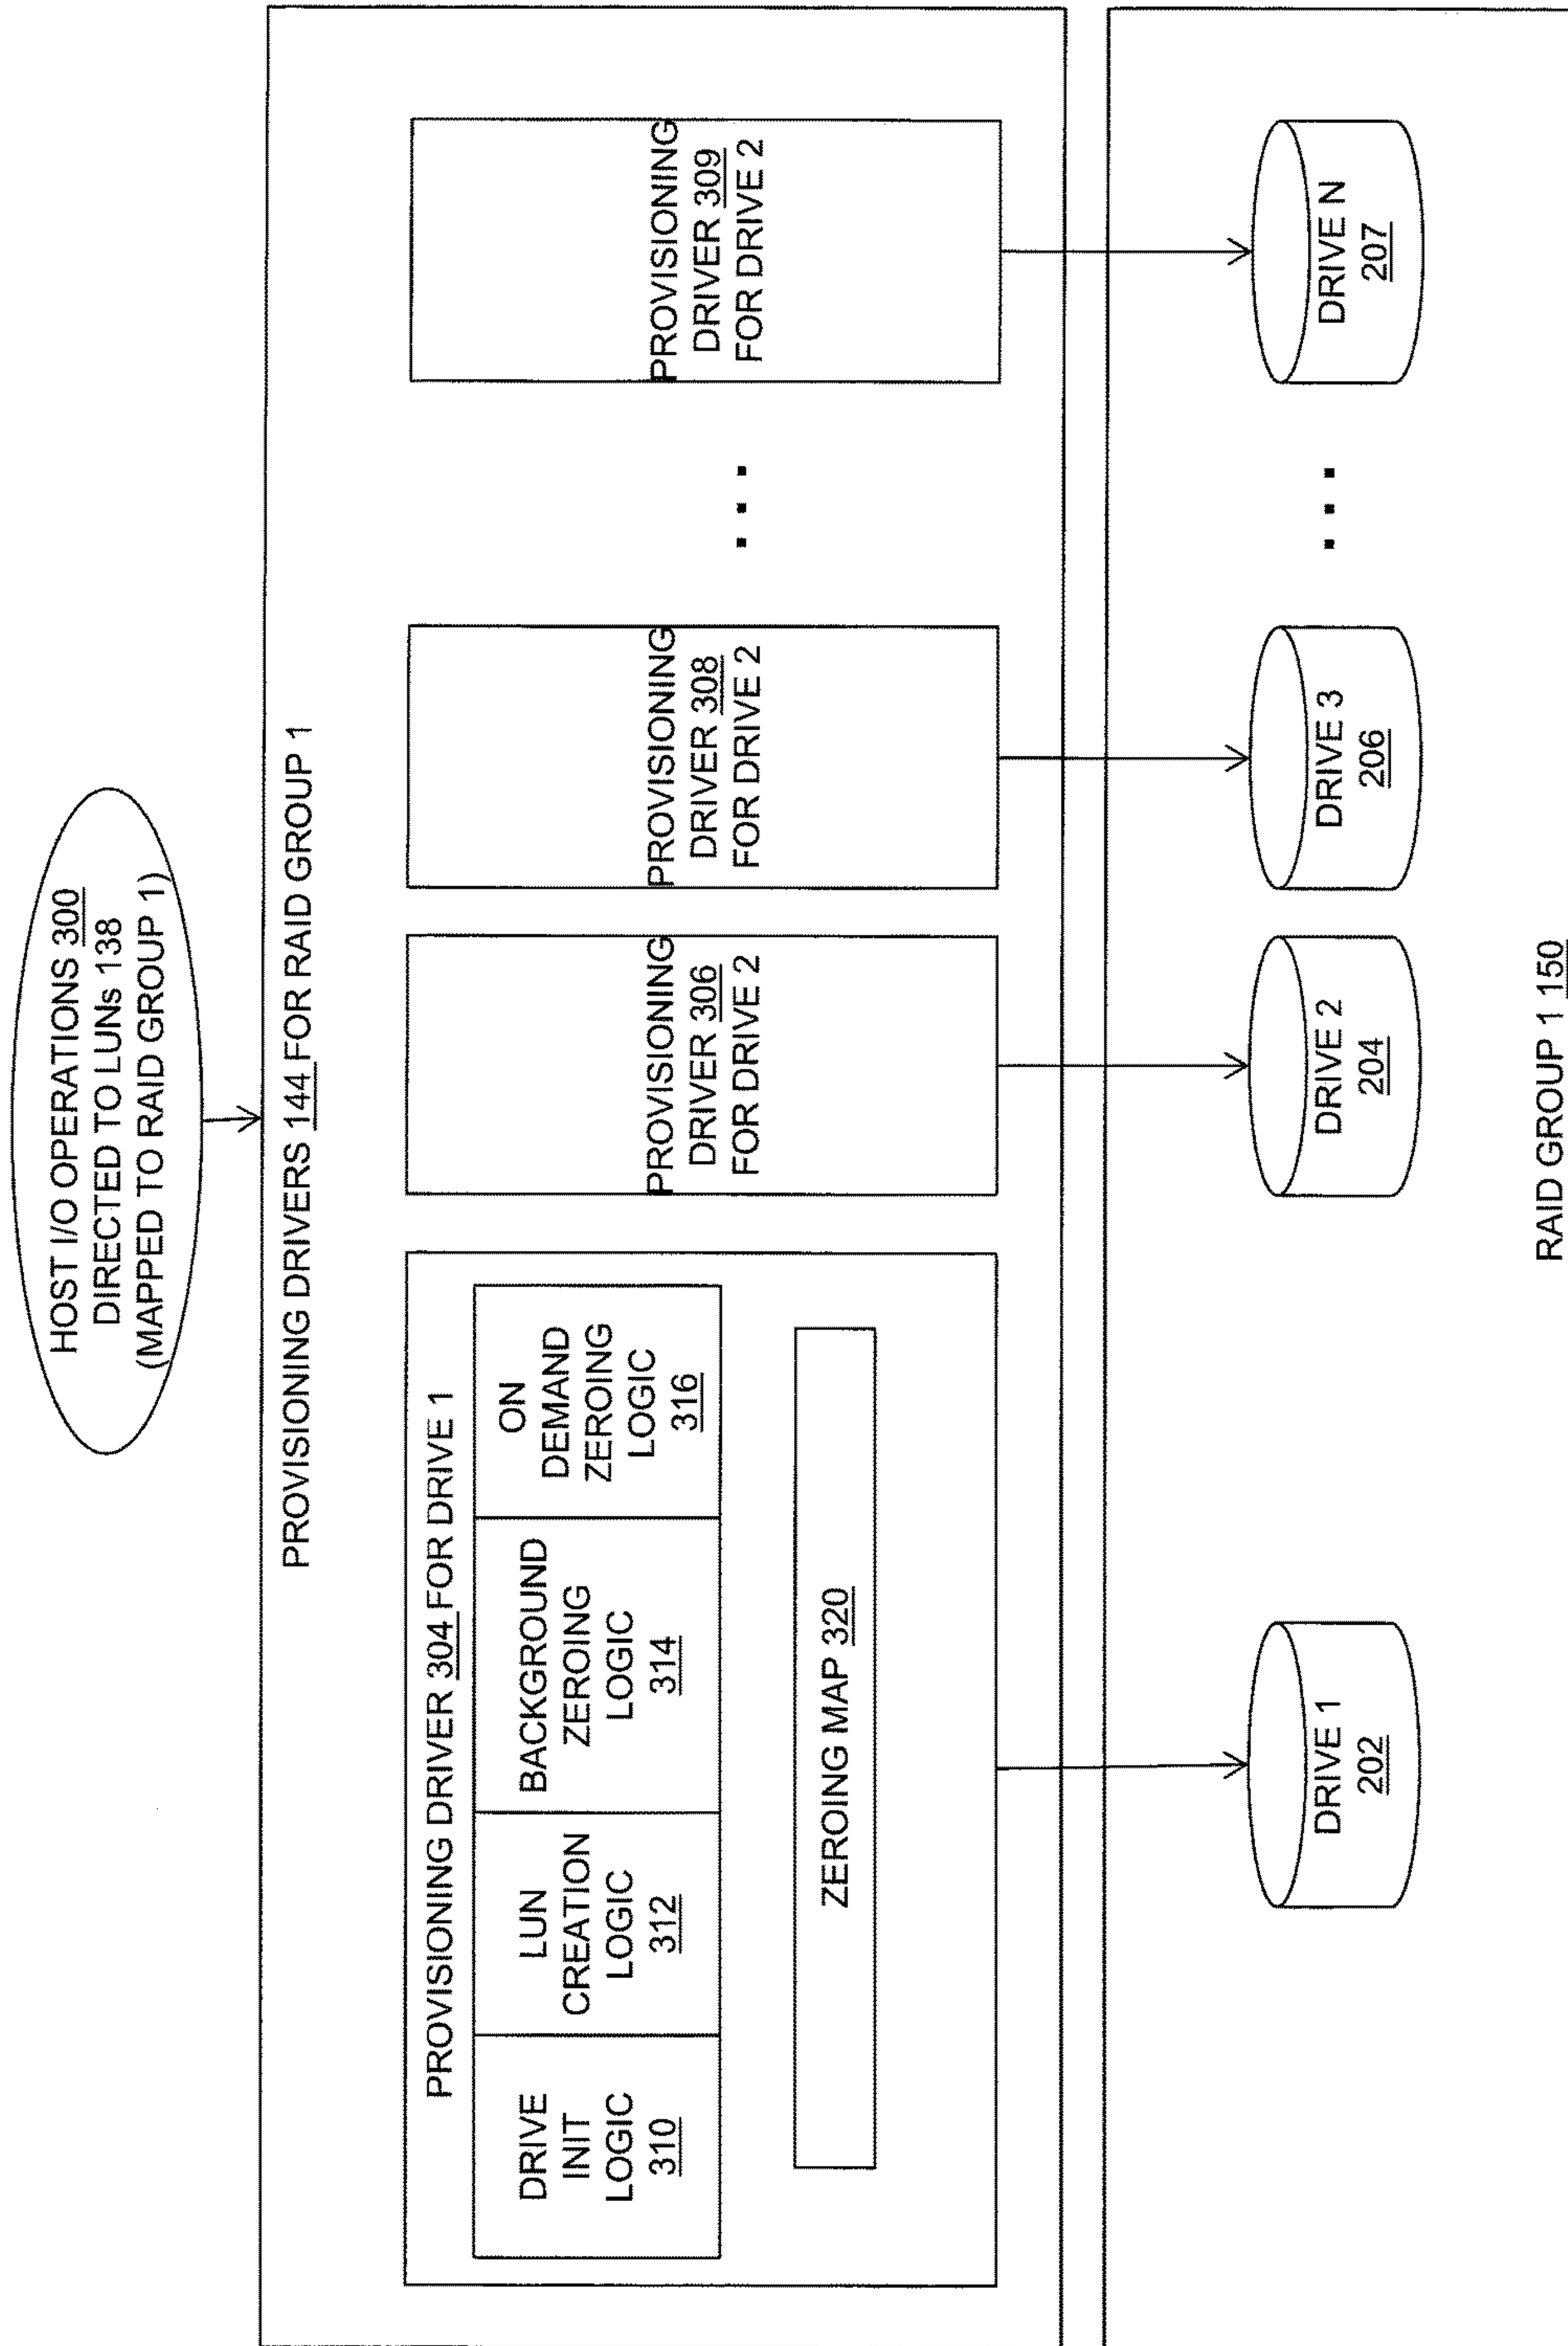 HOST I/O OPERATIONS 300
DIRECTED TO LUNs 138
(MAPPED TO RAID GROUP 1)
PROVISIONING DRIVERS 144 FOR RAID GROUP 1
PROVISIONING DRIVER 304 FOR DRIVE 1
DRIVE
INIT
LOGIC
310
LUN
CREATION
LOGIC
312
BACKGROUND
ZEROING
LOGIC
314
ON
DEMAND
ZEROING
LOGIC
316
ZEROING MAP 320
PROVISIONING
DRIVER 306
FOR DRIVE 2
PROVISIONING
DRIVER 308
FOR DRIVE 2
. . .
PROVISIONING
DRIVER 309
FOR DRIVE 2
DRIVE 1
202
DRIVE 2
204
DRIVE 3
206
. . .
DRIVE N
207
RAID GROUP 1 150